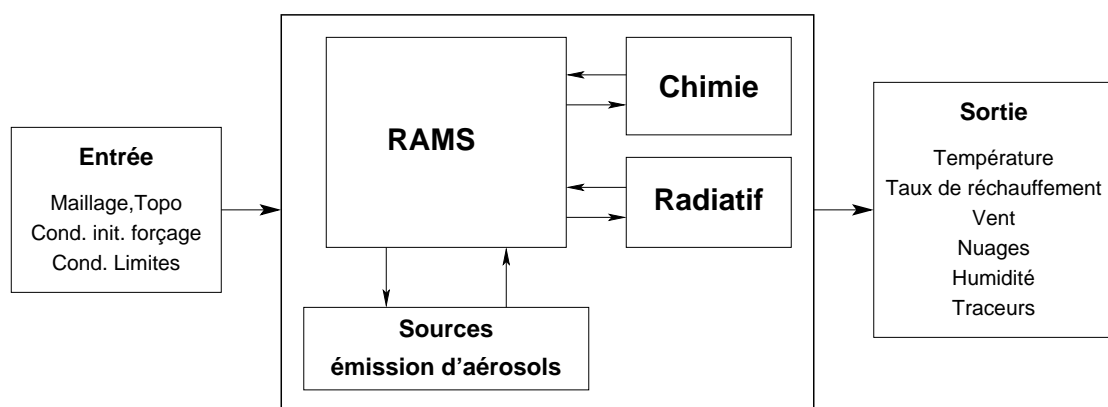 Entrée
Maillage,Topo
Cond. init. forçage
Cond. Limites
RAMS
Chimie
Radiatif
Sources
émission d'aérosols
Sortie
Température
Taux de réchauffement
Vent
Nuages
Humidité
Traceurs